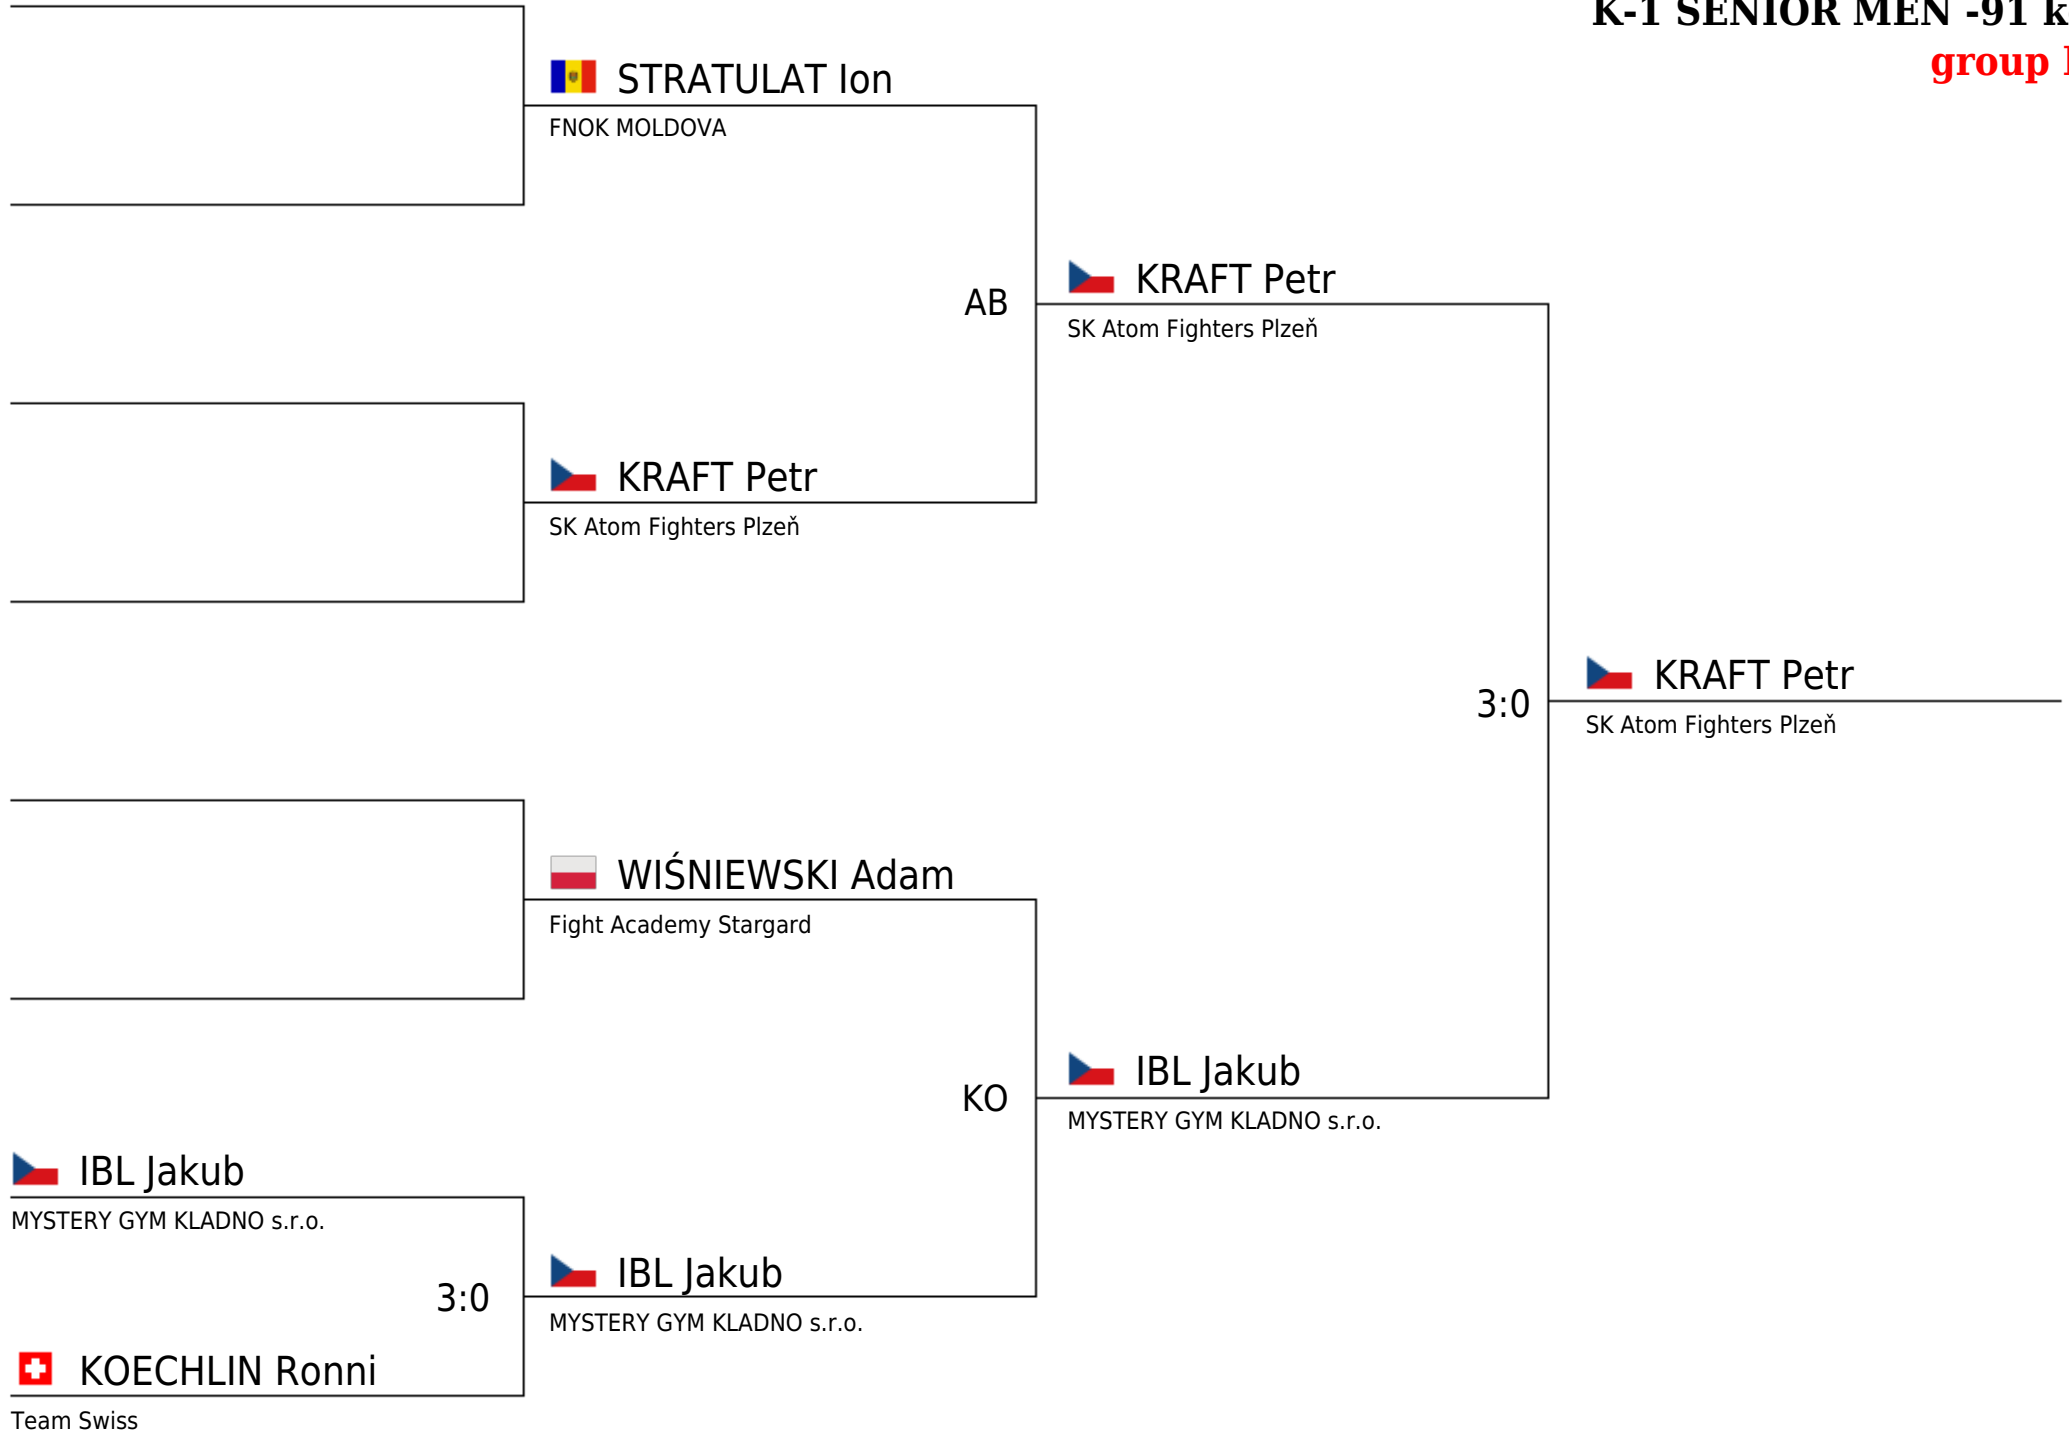 K-1 SENIOR MEN -91 k
group
STRATULAT Ion
FNOK MOLDOVA
AB
KRAFT Petr
SK Atom Fighters Plzeň
KRAFT Petr
SK Atom Fighters Plzeň
3:0
KRAFT Petr
SK Atom Fighters Plzeň
WIŚNIEWSKI Adam
Fight Academy Stargard
KO
IBL Jakub
MYSTERY GYM KLADNO s.r.o.
IBL Jakub
MYSTERY GYM KLADNO s.r.o.
3:0
IBL Jakub
MYSTERY GYM KLADNO s.r.o.
KOECHLIN Ronni
Team Swiss